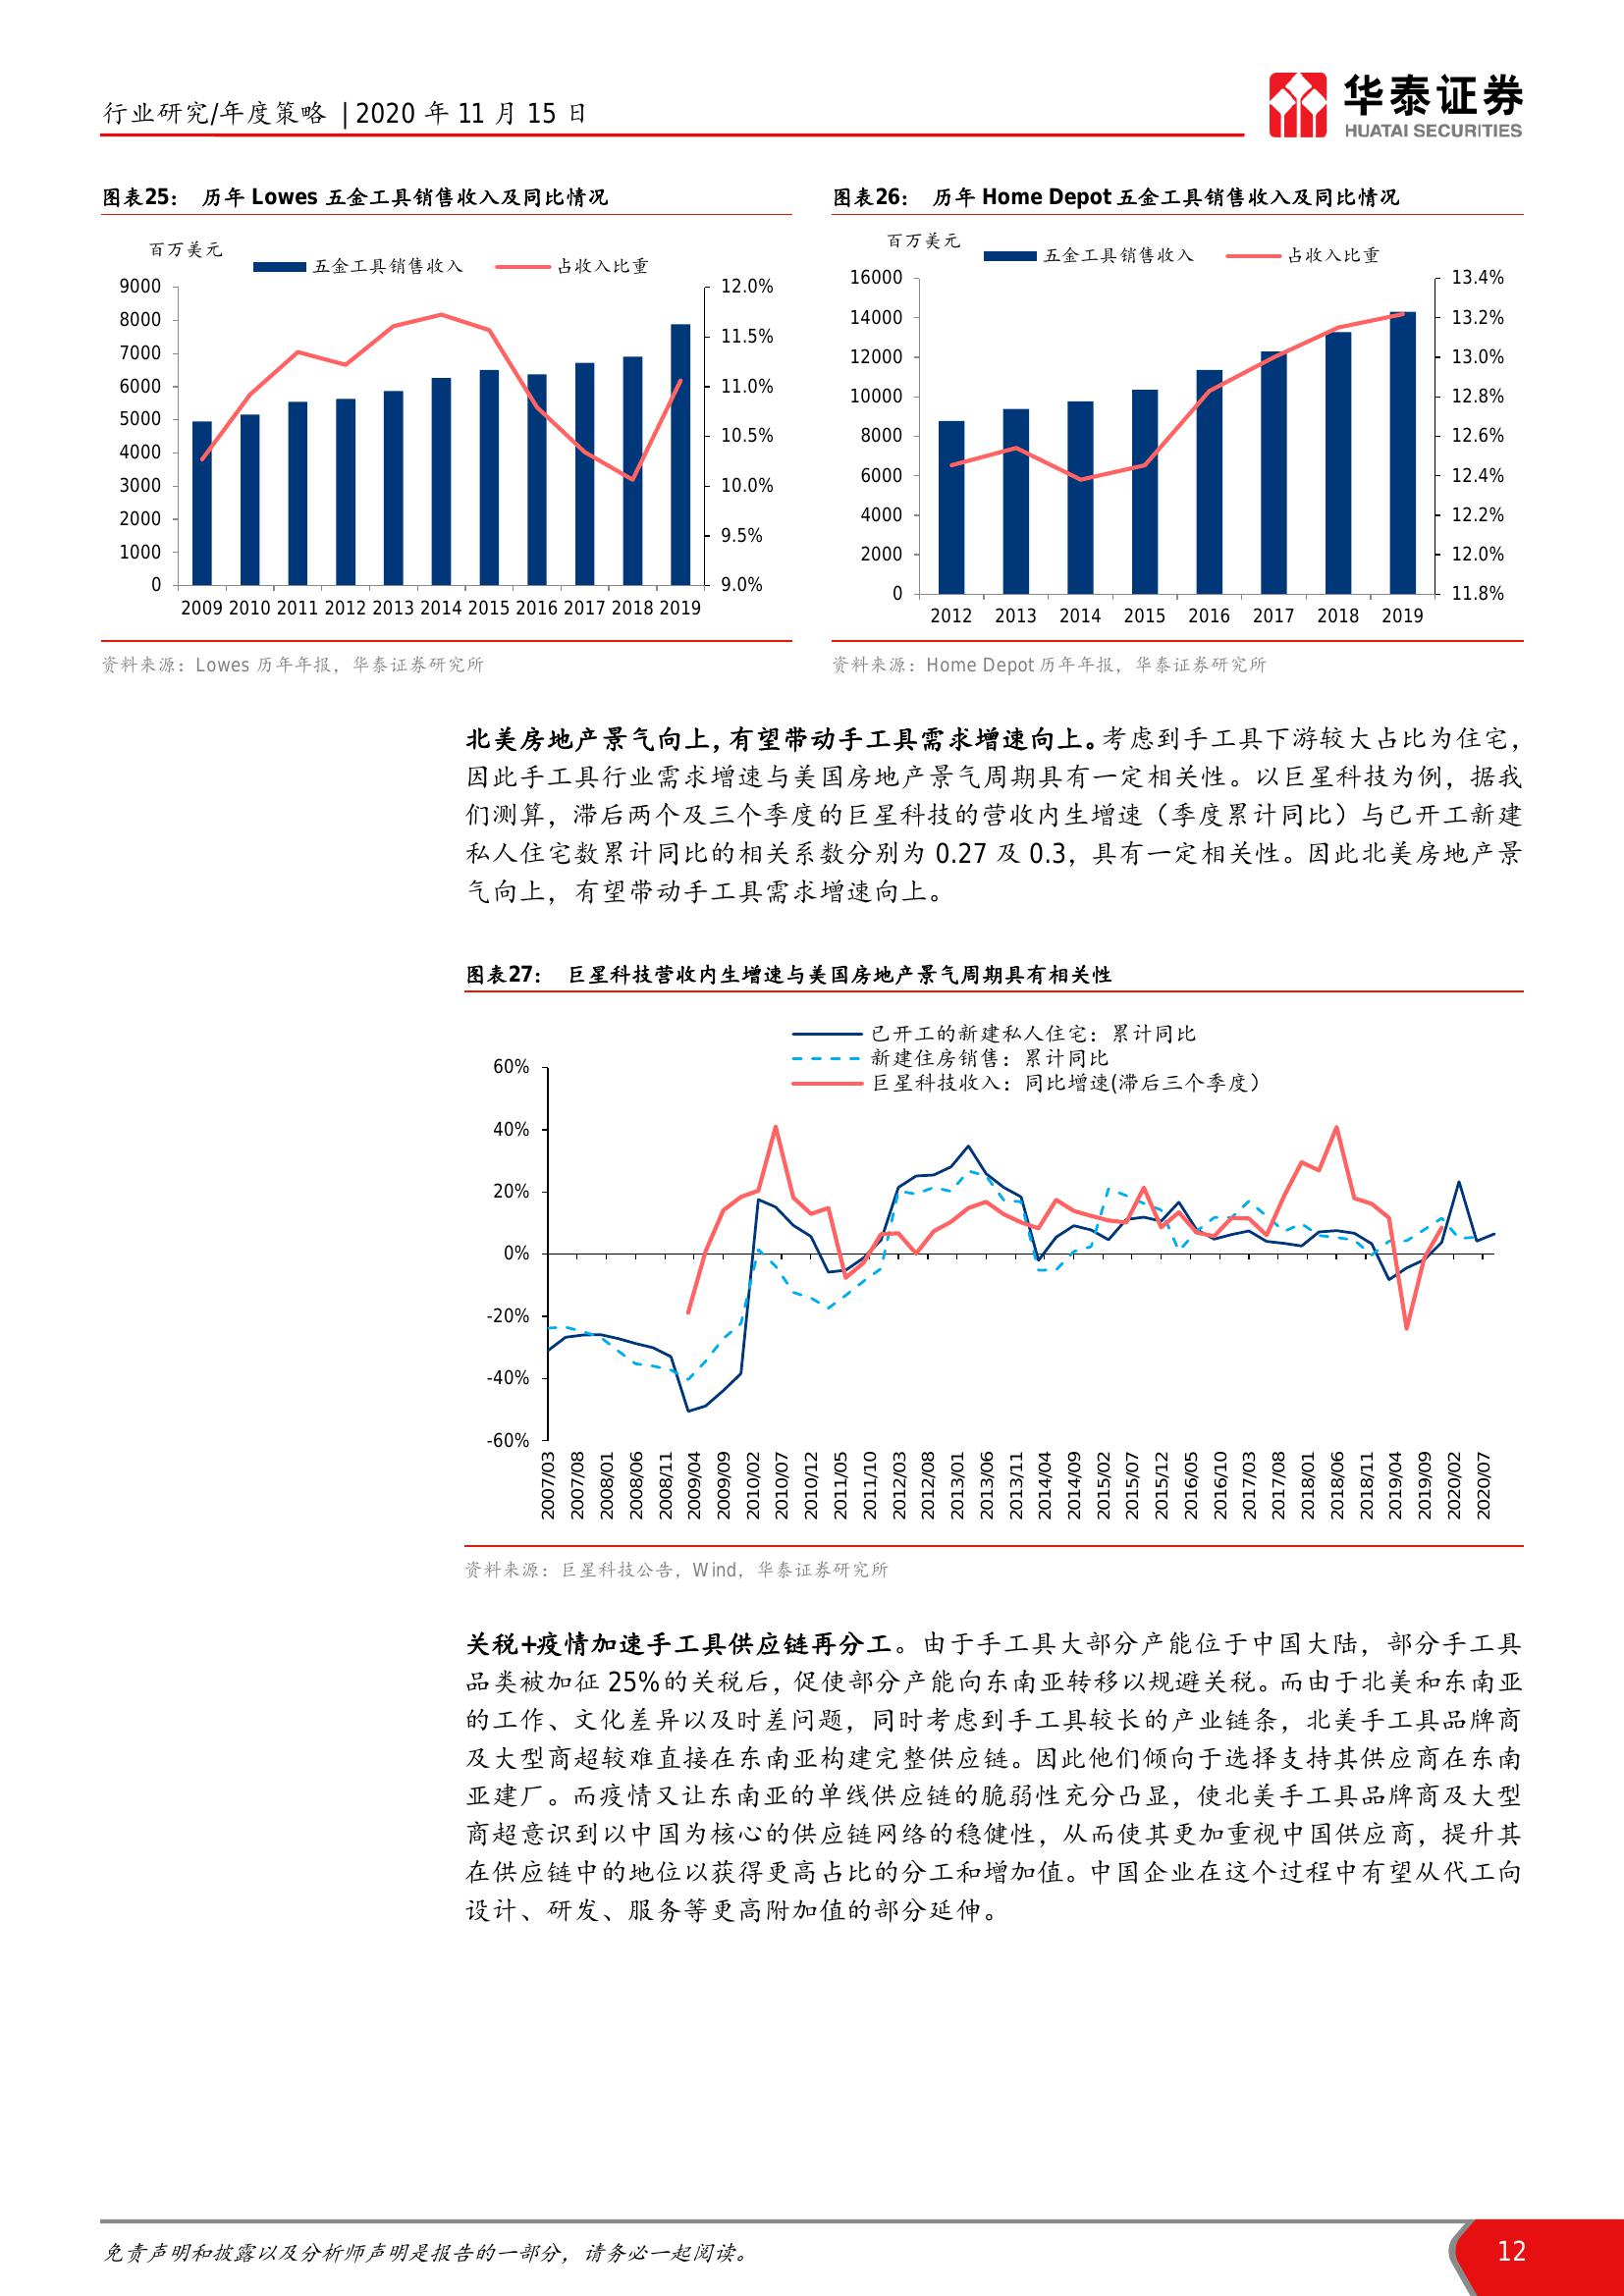 行业研究/年度策略 | 2020 年 11 月 15 日
华泰证券
HUATAI SECURITIES
图表25： 历年 Lowes 五金工具销售收入及同比情况
百万美元
五金工具销售收入 占收入比重
9000
8000
7000
6000
5000
4000
3000
2000
1000
0
12.0%
11.5%
11.0%
10.5%
10.0%
9.5%
9.0%
2009 2010 2011 2012 2013 2014 2015 2016 2017 2018 2019
资料来源：Lowes 历年年报，华泰证券研究所
图表26： 历年 Home Depot 五金工具销售收入及同比情况
百万美元
五金工具销售收入 占收入比重
16000
14000
12000
10000
8000
6000
4000
2000
0
13.4%
13.2%
13.0%
12.8%
12.6%
12.4%
12.2%
12.0%
11.8%
2012 2013 2014 2015 2016 2017 2018 2019
资料来源：Home Depot 历年年报，华泰证券研究所
北美房地产景气向上，有望带动手工具需求增速向上。考虑到手工具下游较大占比为住宅，
因此手工具行业需求增速与美国房地产景气周期具有一定相关性。以巨星科技为例，据我
们测算，滞后两个及三个季度的巨星科技的营收内生增速（季度累计同比）与已开工新建
私人住宅数累计同比的相关系数分别为 0.27 及 0.3，具有一定相关性。因此北美房地产景
气向上，有望带动手工具需求增速向上。
图表27： 巨星科技营收内生增速与美国房地产景气周期具有相关性
已开工的新建私人住宅：累计同比
新建住房销售：累计同比
巨星科技收入：同比增速(滞后三个季度）
60%
40%
20%
0%
-20%
-40%
-60%
2007/03 2007/08 2008/01 2008/06 2008/11 2009/04 2009/09 2010/02 2010/07 2010/12 2011/05 2011/10 2012/03 2012/08 2013/01 2013/06 2013/11 2014/04 2014/09 2015/02 2015/07 2015/12 2016/05 2016/10 2017/03 2017/08 2018/01 2018/06 2018/11 2019/04 2019/09 2020/02 2020/07
资料来源：巨星科技公告，Wind，华泰证券研究所
关税+疫情加速手工具供应链再分工。由于手工具大部分产能位于中国大陆，部分手工具
品类被加征 25%的关税后，促使部分产能向东南亚转移以规避关税。而由于北美和东南亚
的工作、文化差异以及时差问题，同时考虑到手工具较长的产业链条，北美手工具品牌商
及大型商超较难直接在东南亚构建完整供应链。因此他们倾向于选择支持其供应商在东南
亚建厂。而疫情又让东南亚的单线供应链的脆弱性充分凸显，使北美手工具品牌商及大型
商超意识到以中国为核心的供应链网络的稳健性，从而使其更加重视中国供应商，提升其
在供应链中的地位以获得更高占比的分工和增加值。中国企业在这个过程中有望从代工向
设计、研发、服务等更高附加值的部分延伸。
免责声明和披露以及分析师声明是报告的一部分，请务必一起阅读。
12